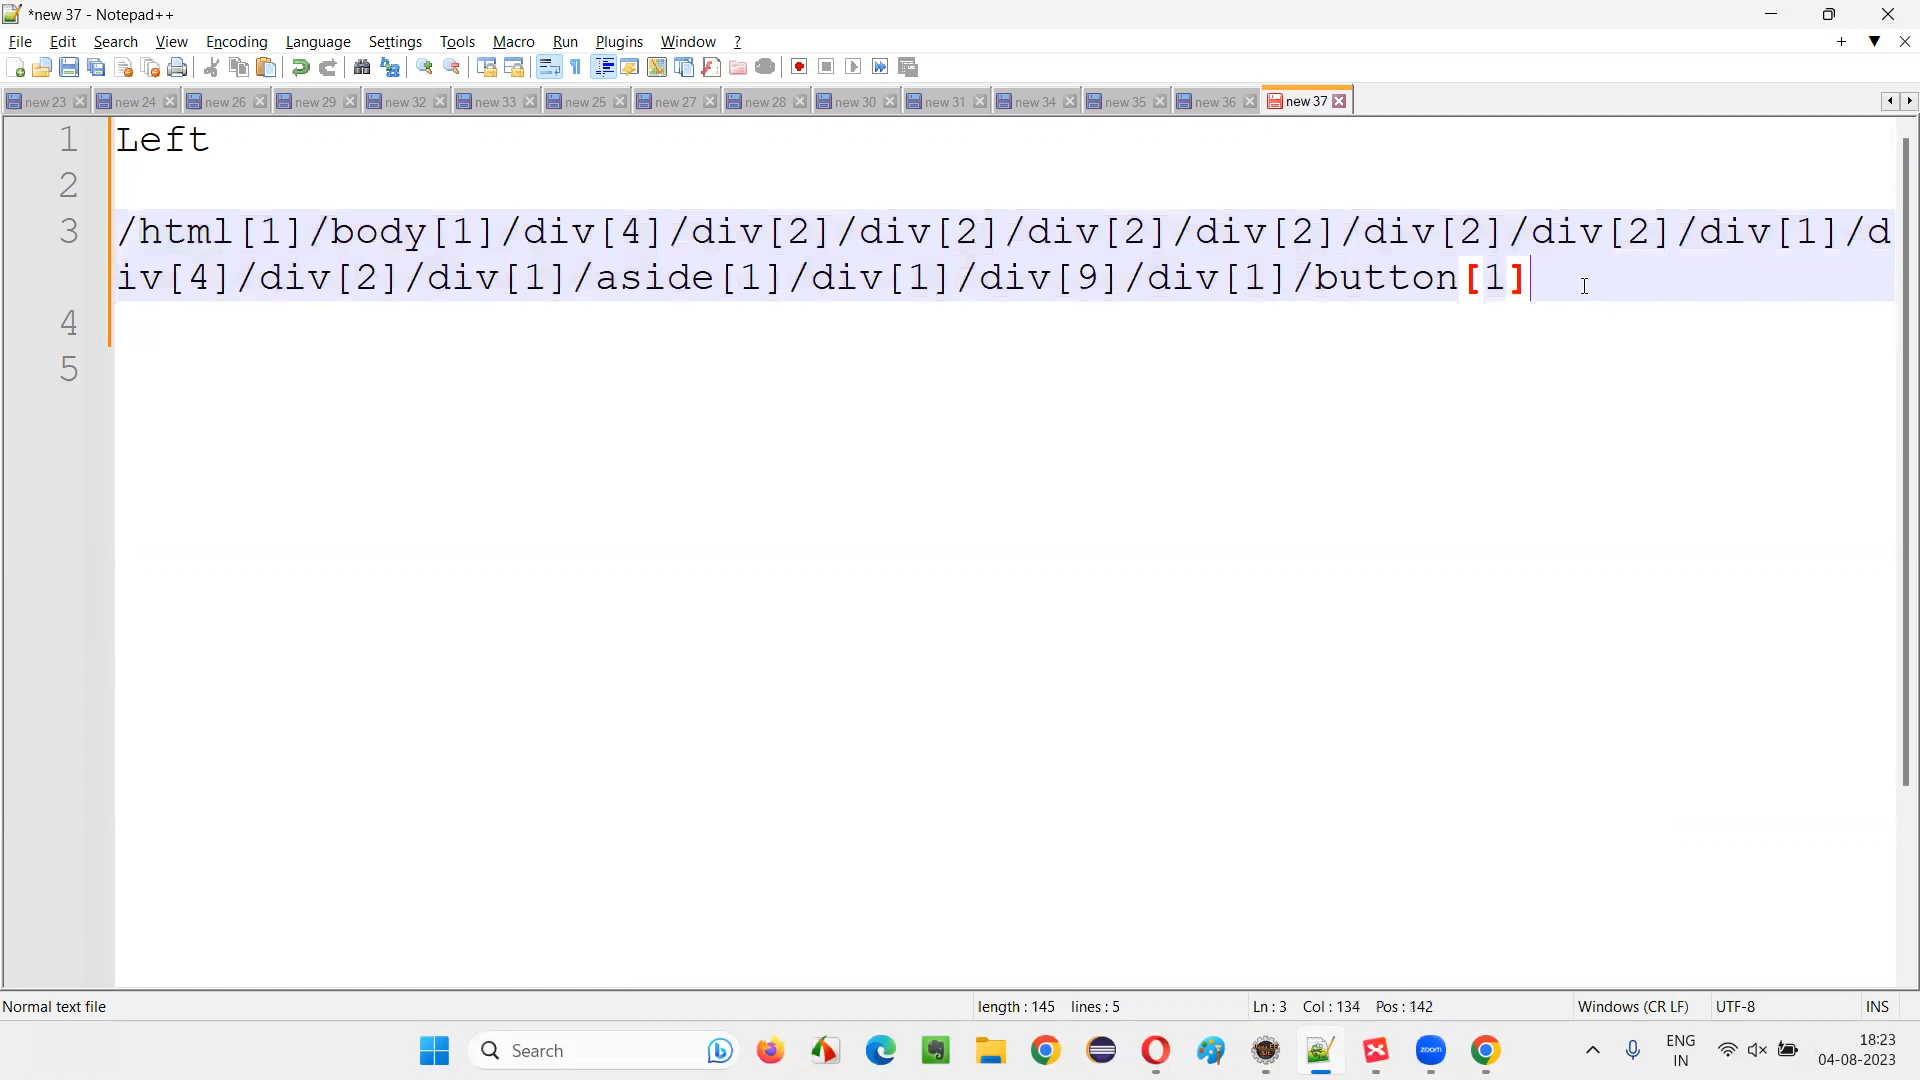 *new 37 - Notepad++
File Edit Search View Encoding Language Settings Tools Macro Run Plugins Window ?
new 23 new 24 new 26 new 29 new 32 new 33 new 25 new 27 new 28 new 30 new 31 new 34 new 35 new 36 new 37
1 Left
2
3 /html[1]/body[1]/div[4]/div[2]/div[2]/div[2]/div[2]/div[2]/div[2]/div[1]/d
iv[4]/div[2]/div[1]/aside[1]/div[1]/div[9]/div[1]/button[1]
4
5
Normal text file length : 145 lines : 5 Ln : 3 Col : 134 Pos : 142 Windows (CR LF) UTF-8 INS
Search zoom ENG 18:23
IN 04-08-2023